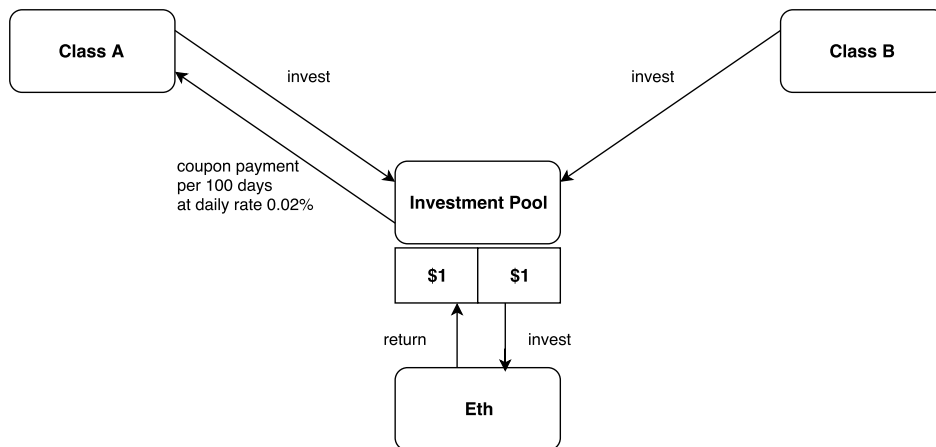 Class A
Class B
invest
invest
coupon payment
per 100 days
at daily rate 0.02%
Investment Pool
$1
$1
return
invest
Eth